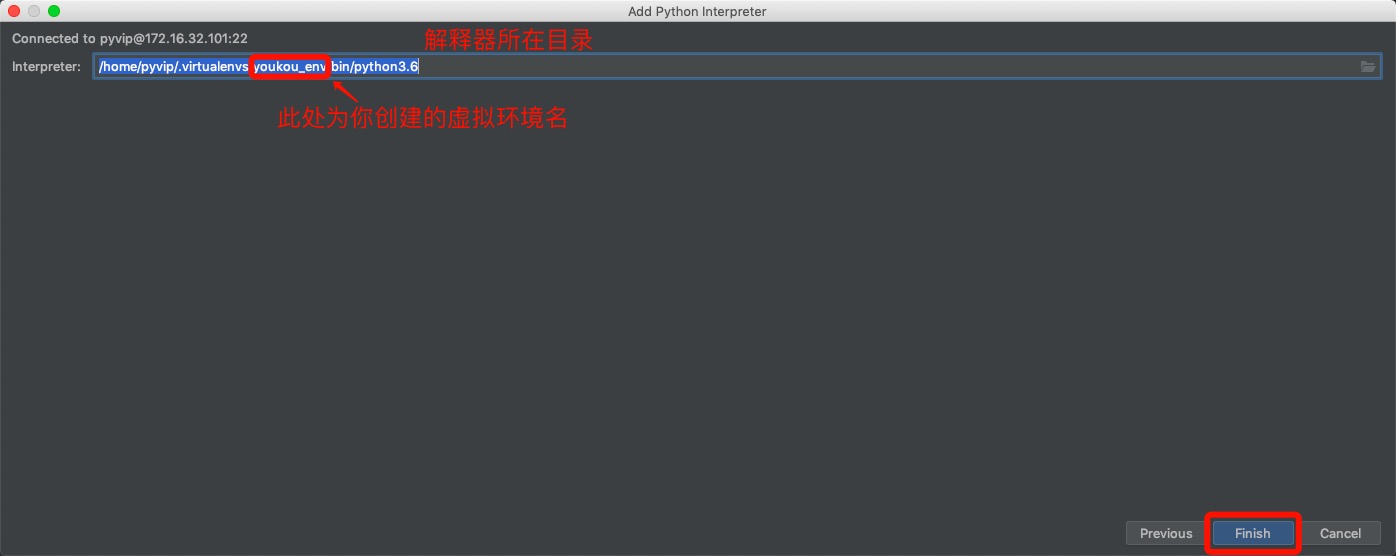 Add Python Interpreter
Connected to pyvip@172.16.32.101:22
解释器所在目录
Interpreter: /home/pyvip/.virtualenvs youkou_env bin/python3.6
此处为你创建的虚拟环境名
Previous Finish Cancel